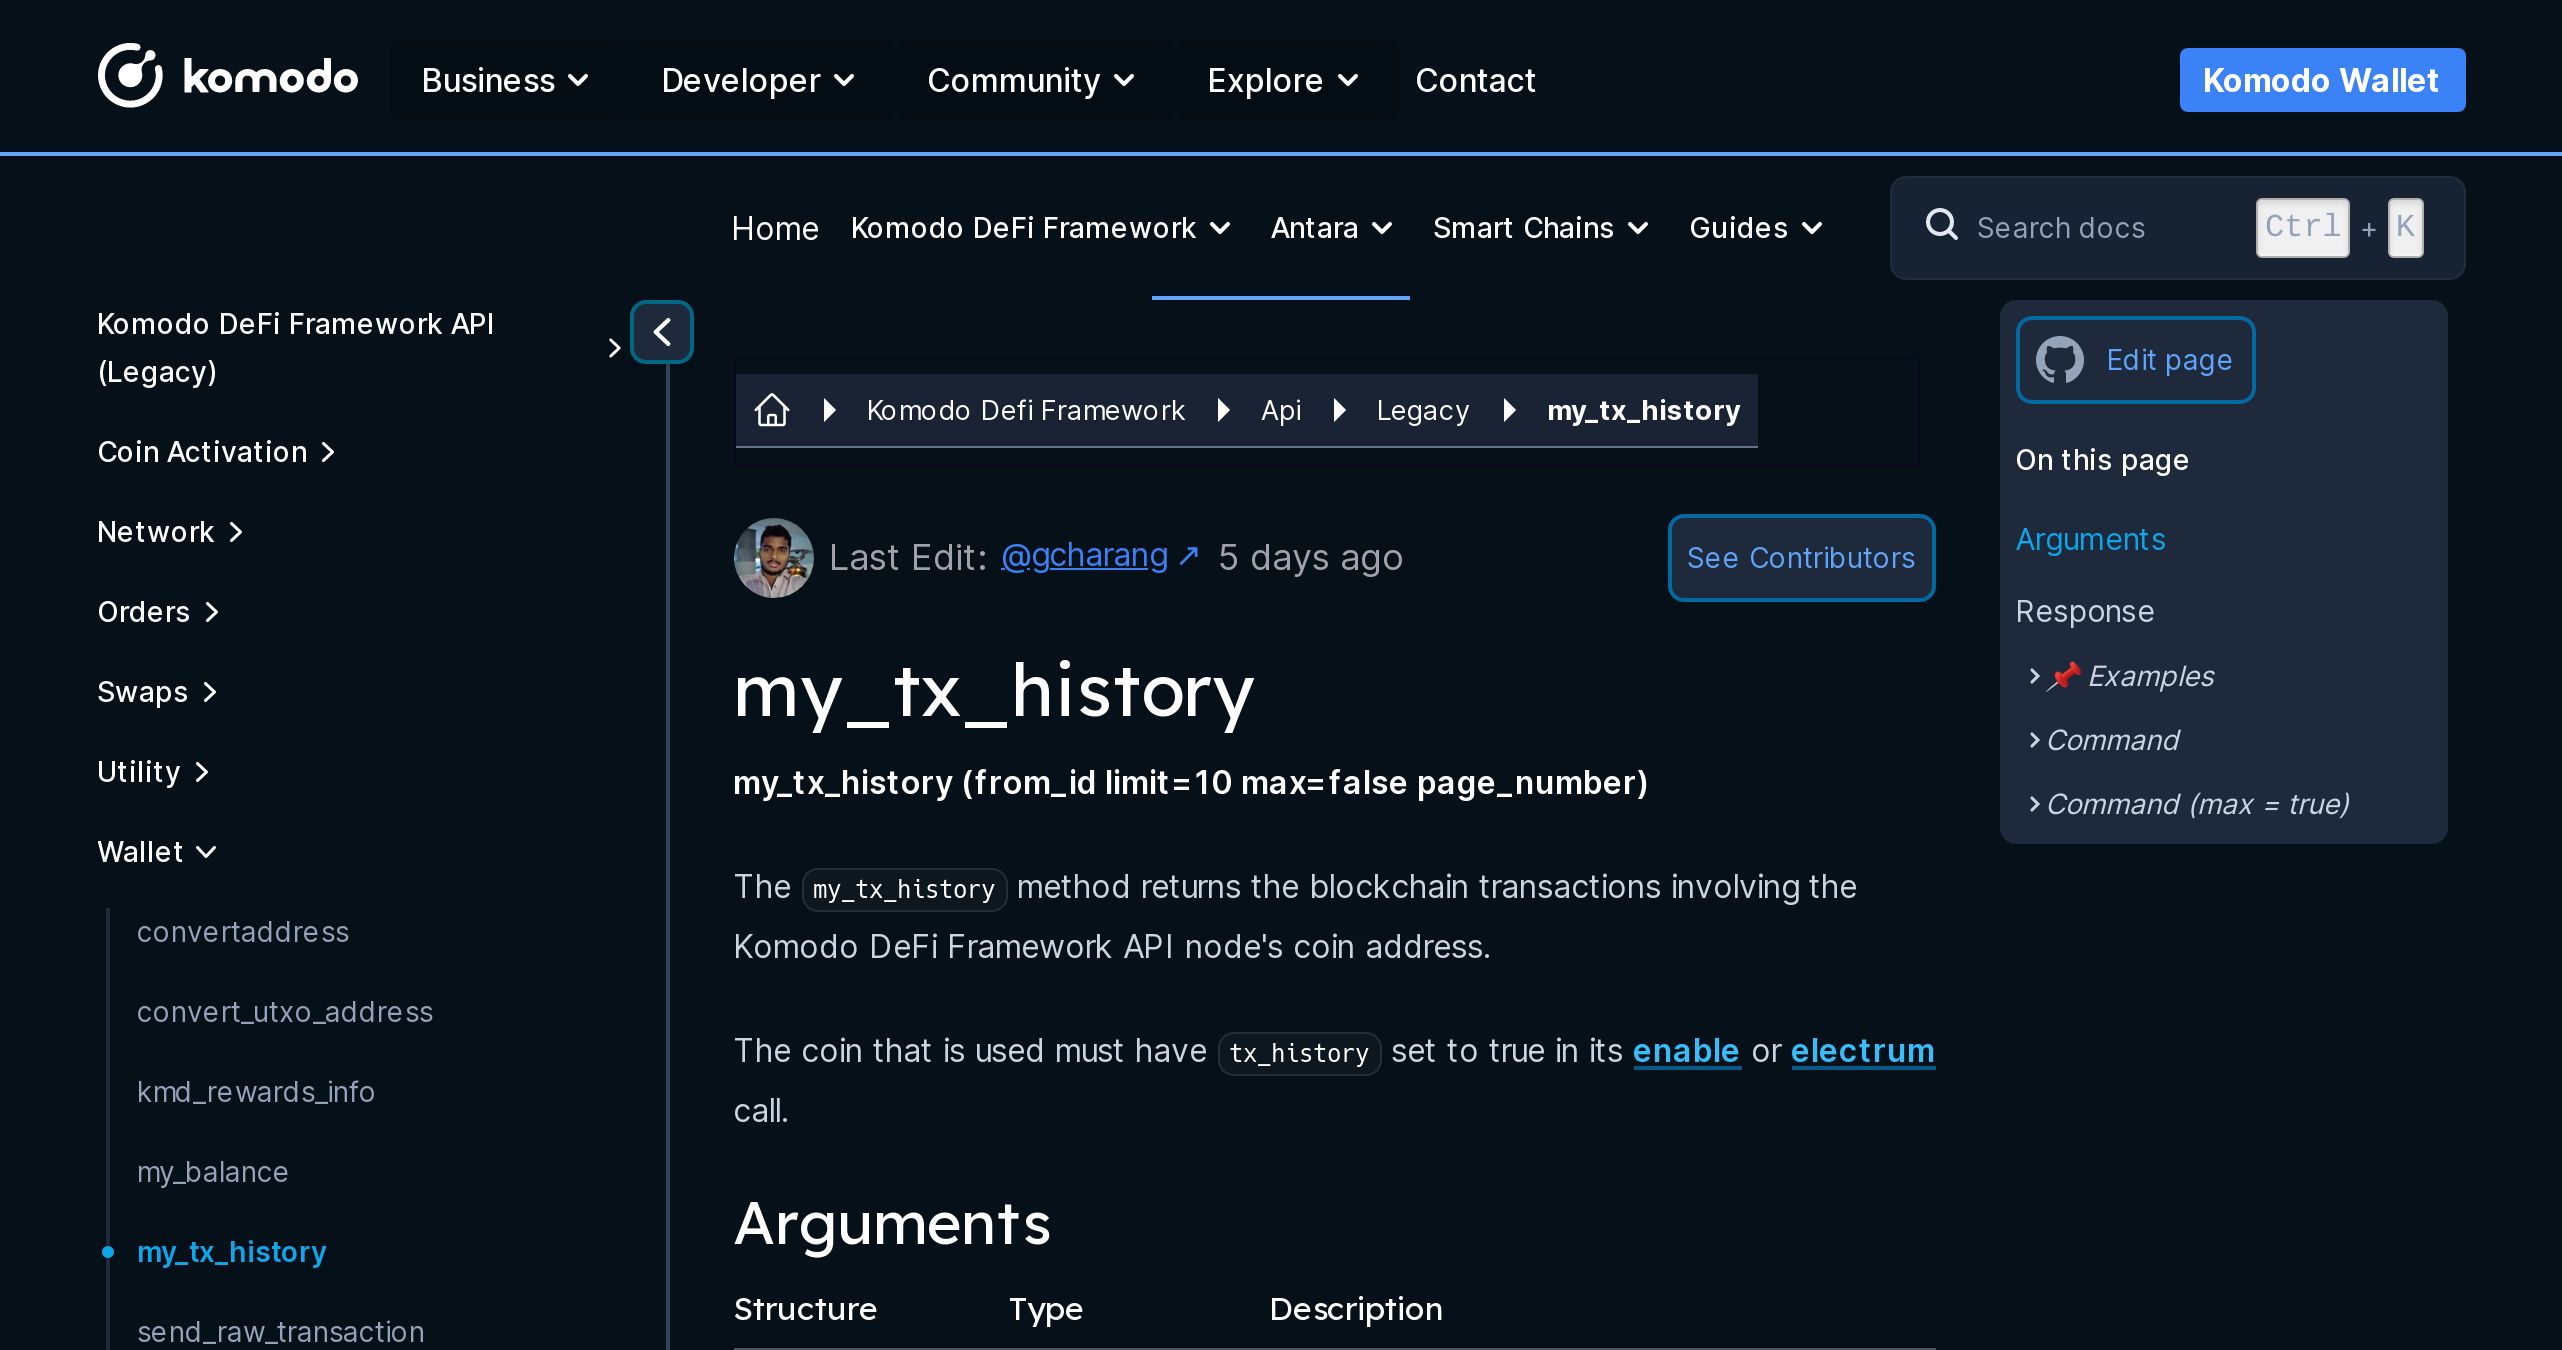 komodo
Business
Developer
Community
Explore
Contact
Komodo Wallet
Home
Komodo DeFi Framework
Antara
Smart Chains
Guides
Search docs
Ctrl + K
Komodo DeFi Framework API
(Legacy)
Coin Activation
Network
Orders
Swaps
Utility
Wallet
convertaddress
convert_utxo_address
kmd_rewards_info
my_balance
my_tx_history
send_raw_transaction
Komodo Defi Framework
Api
Legacy
my_tx_history
Last Edit: @gcharang ↗ 5 days ago
See Contributors
my_tx_history
my_tx_history (from_id limit=10 max=false page_number)
The my_tx_history method returns the blockchain transactions involving the
Komodo DeFi Framework API node's coin address.
The coin that is used must have tx_history set to true in its enable or electrum
call.
Arguments
Structure Type Description
Edit page
On this page
Arguments
Response
📌 Examples
Command
Command (max = true)